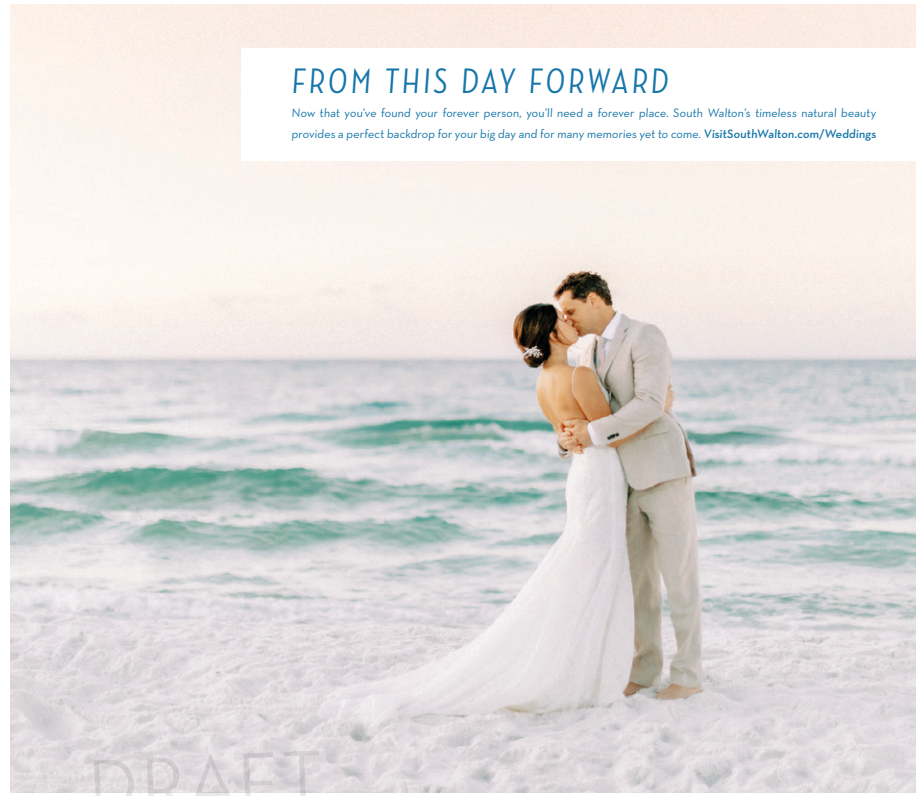 FROM THIS DAY FORWARD
Now that you've found your forever person, you'll need a forever place. South Walton's timeless natural beauty
provides a perfect backdrop for your big day and for many memories yet to come. VisitSouthWalton.com/Weddings
DRAFT